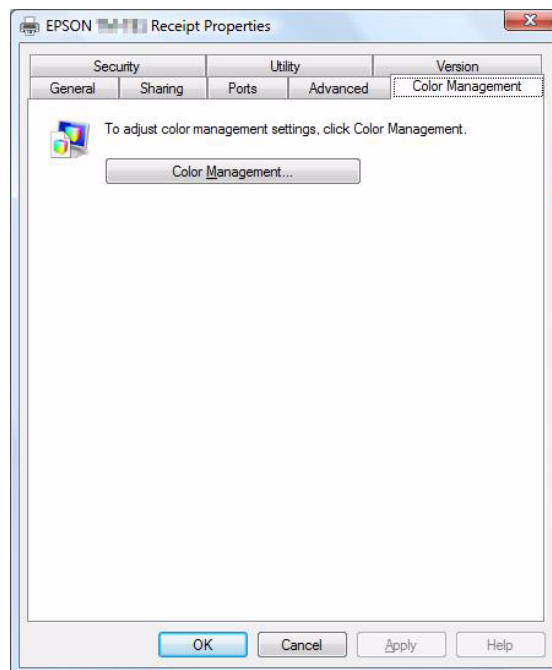 EPSON Receipt Properties
Security Utility Version
General Sharing Ports Advanced Color Management
To adjust color management settings, click Color Management.
Color Management...
OK Cancel Apply Help